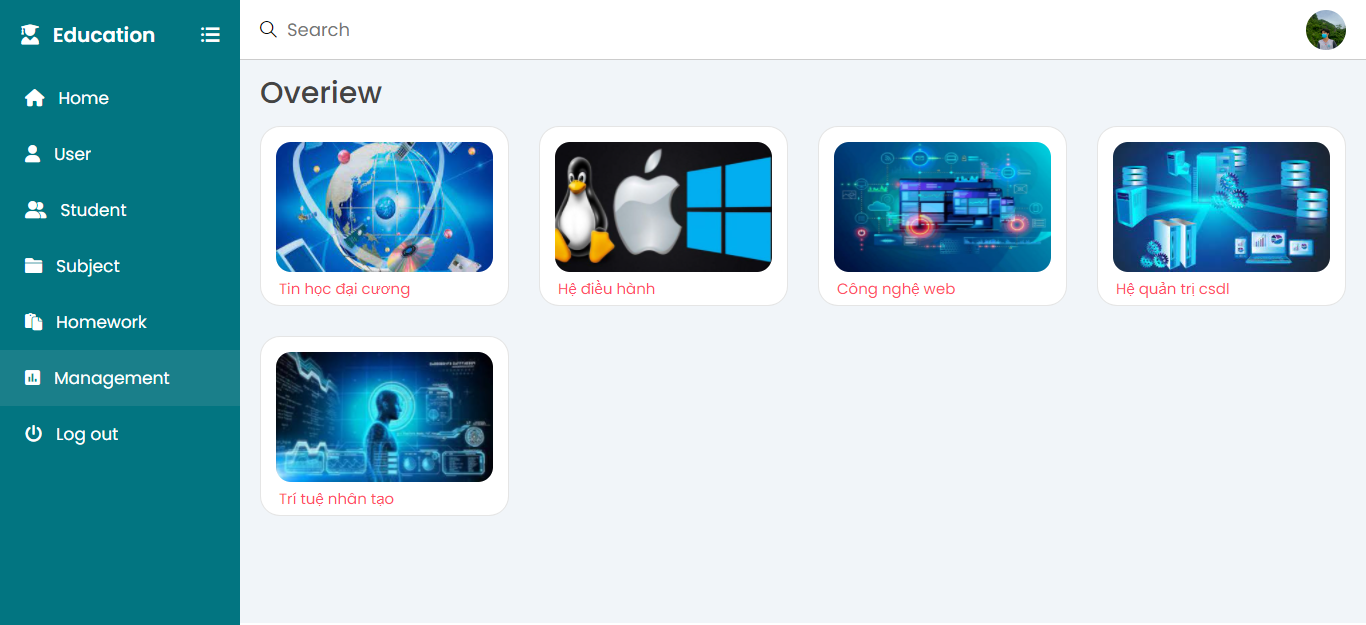 Education
Search
Home
User
Student
Subject
Homework
Management
Log out
Overiew
Tin học đại cương
Hệ điều hành
Công nghệ web
Hệ quản trị csdl
Trí tuệ nhân tạo